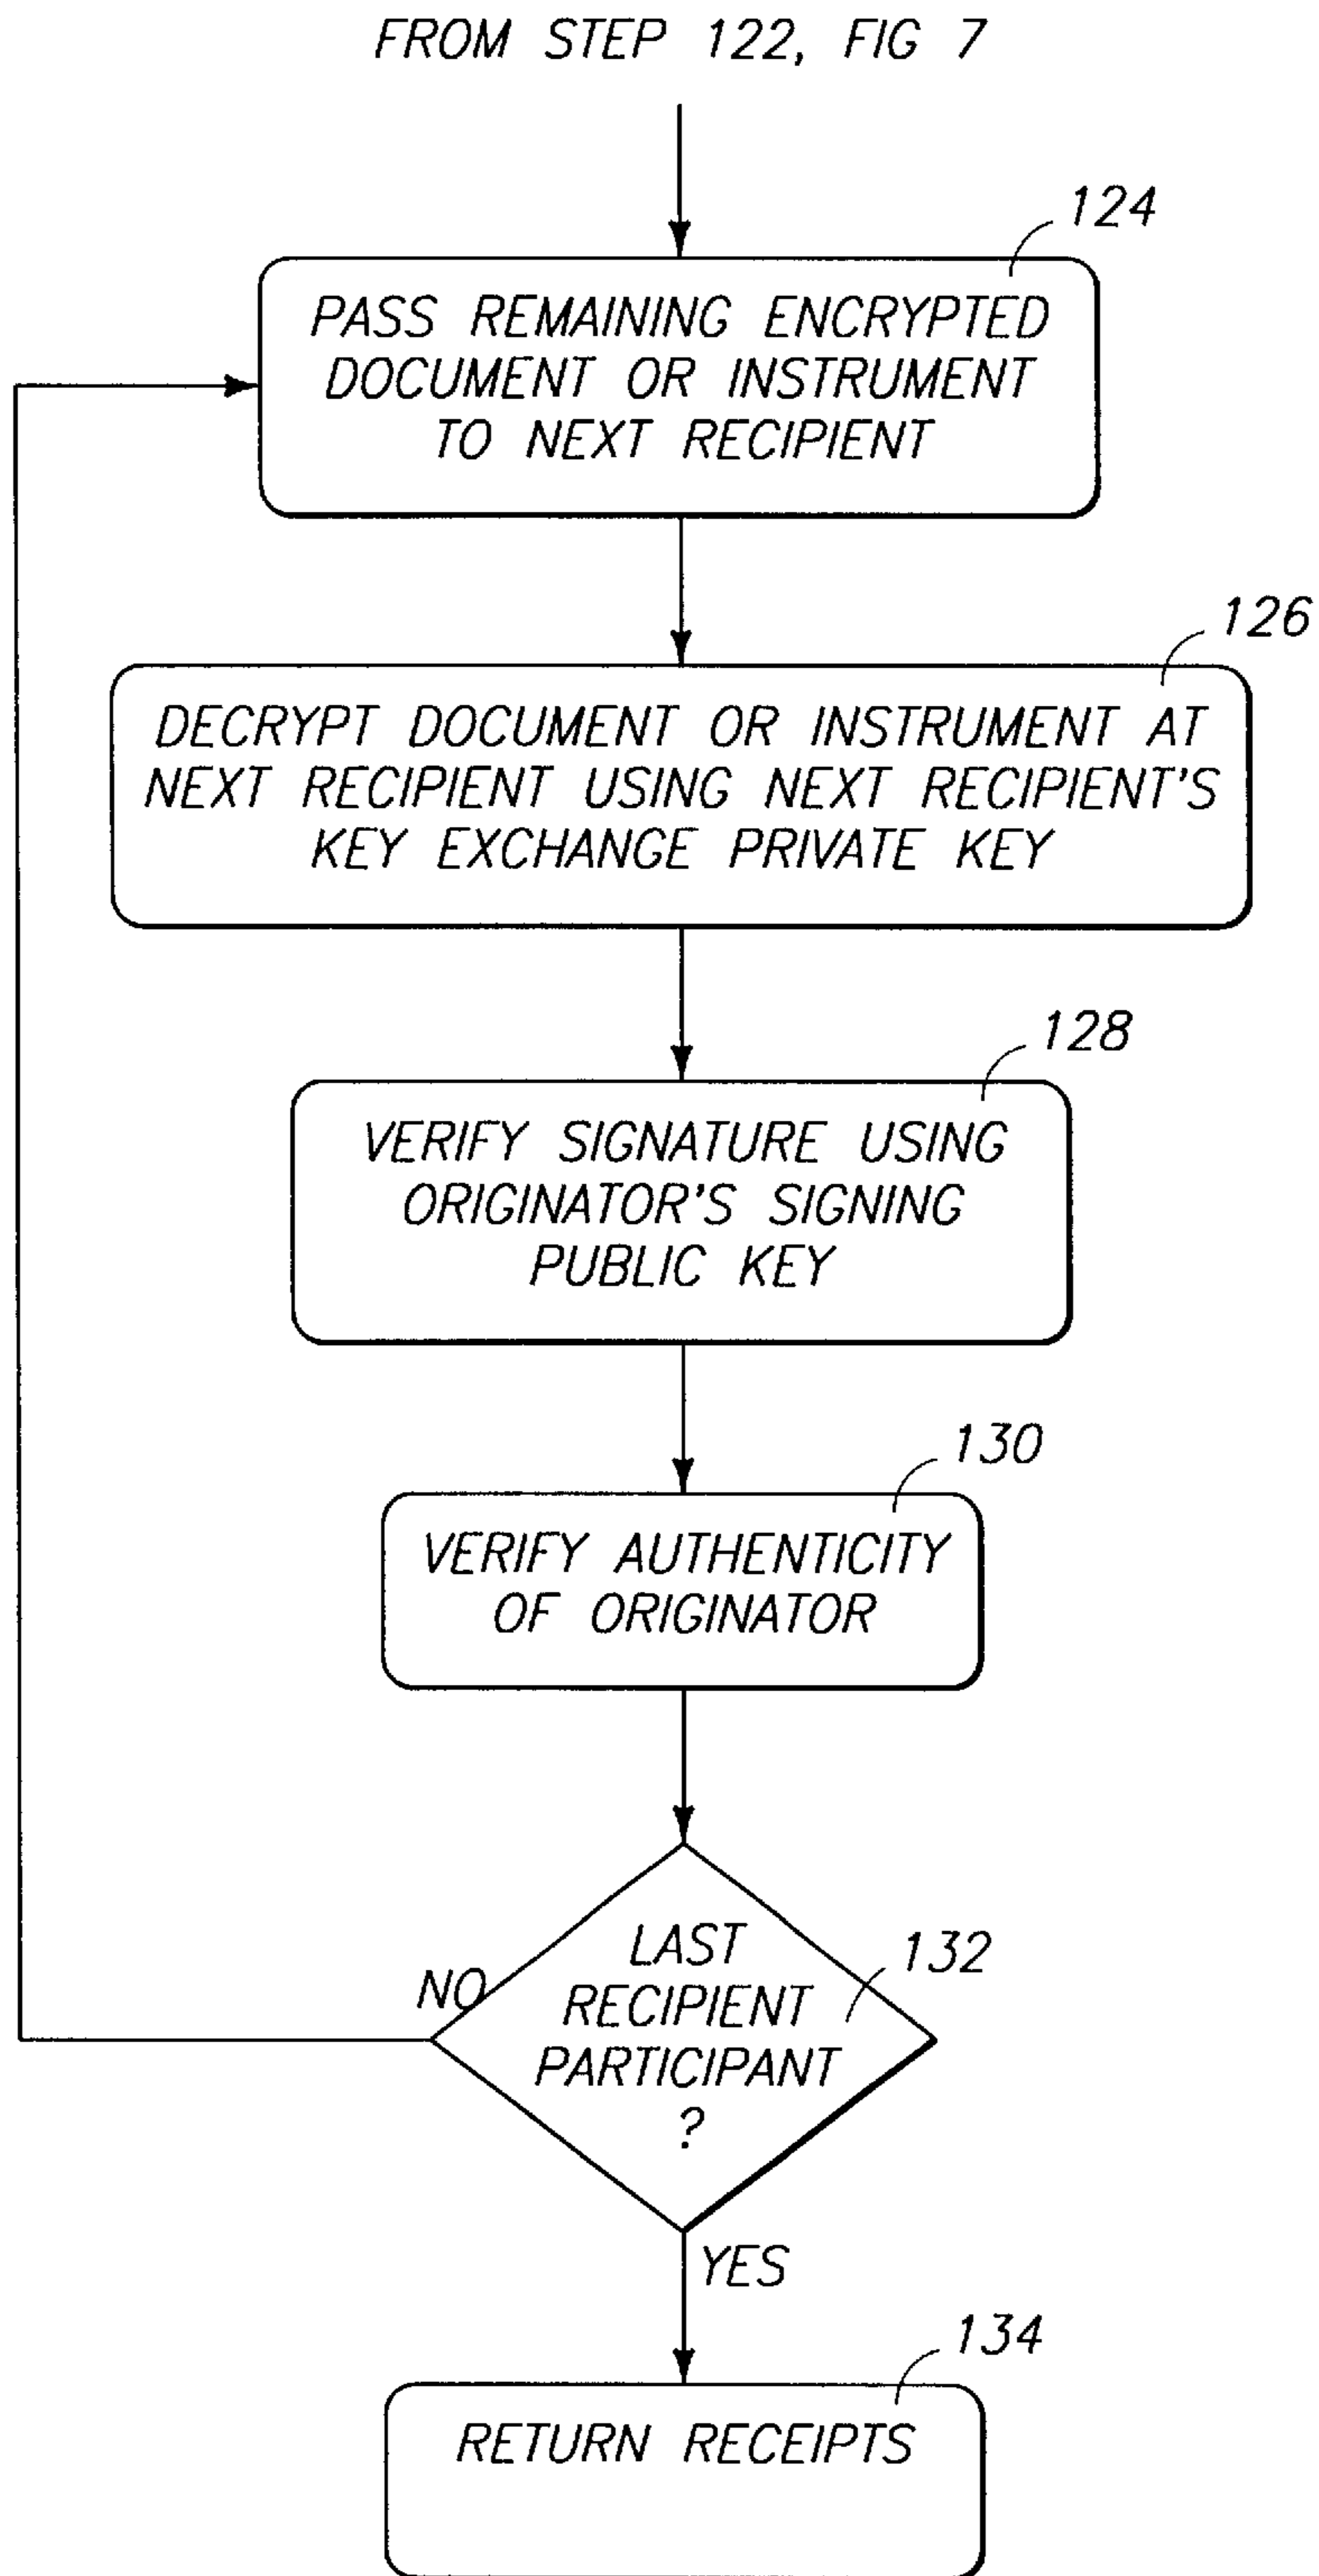 FROM STEP 122, FIG 7
124
PASS REMAINING ENCRYPTED
DOCUMENT OR INSTRUMENT
TO NEXT RECIPIENT
126
DECRYPT DOCUMENT OR INSTRUMENT AT
NEXT RECIPIENT USING NEXT RECIPIENT'S
KEY EXCHANGE PRIVATE KEY
128
VERIFY SIGNATURE USING
ORIGINATOR'S SIGNING
PUBLIC KEY
130
VERIFY AUTHENTICITY
OF ORIGINATOR
132
NO
LAST
RECIPIENT
PARTICIPANT
?
YES
134
RETURN RECEIPTS